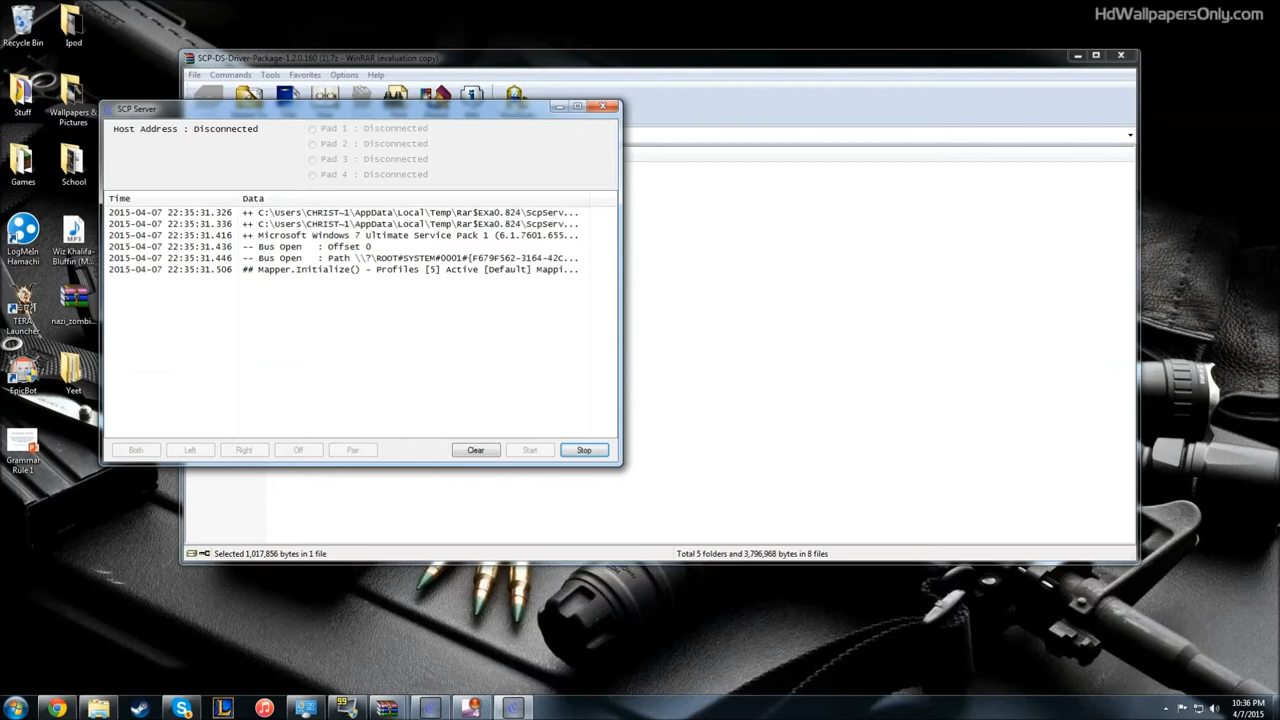 HdWallpapersOnly.com
Recycle Bin
Ipod
Stuff
Wallpapers &
Pictures
Games
School
LogMeIn
Hamachi
Wiz Khalifa-
Bluffin (M...
TERA
Launcher
nazi_zombi...
EpicBot
Yeet
Grammar
Rule1
SCP-DS-Driver-Package-1.2.0.160 (1).7z - WinRAR (evaluation copy)
File Commands Tools Favorites Options Help
SCP Server
Host Address : Disconnected
Pad 1 : Disconnected
Pad 2 : Disconnected
Pad 3 : Disconnected
Pad 4 : Disconnected
Time Data
2015-04-07 22:35:31.326 ++ C:\Users\CHRIST~1\AppData\Local\Temp\Rar$EXa0.824\ScpServ...
2015-04-07 22:35:31.336 ++ C:\Users\CHRIST~1\AppData\Local\Temp\Rar$EXa0.824\ScpServ...
2015-04-07 22:35:31.416 ++ Microsoft Windows 7 Ultimate Service Pack 1 (6.1.7601.655...
2015-04-07 22:35:31.436 -- Bus Open : Offset 0
2015-04-07 22:35:31.446 -- Bus Open : Path \\?\ROOT#SYSTEM#0001#{F679F562-3164-42C...
2015-04-07 22:35:31.506 ## Mapper.Initialize() - Profiles [5] Active [Default] Mappi...
Both Left Right Off Pair Clear Start Stop
Selected 1,017,856 bytes in 1 file
Total 5 folders and 3,796,968 bytes in 8 files
99
10:36 PM
4/7/2015